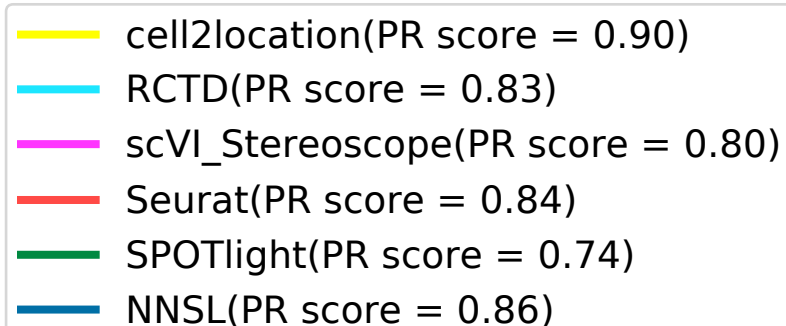 cell2location(PR score = 0.90)
RCTD(PR score = 0.83)
scVI_Stereoscope(PR score = 0.80)
Seurat(PR score = 0.84)
SPOTlight(PR score = 0.74)
NNSL(PR score = 0.86)